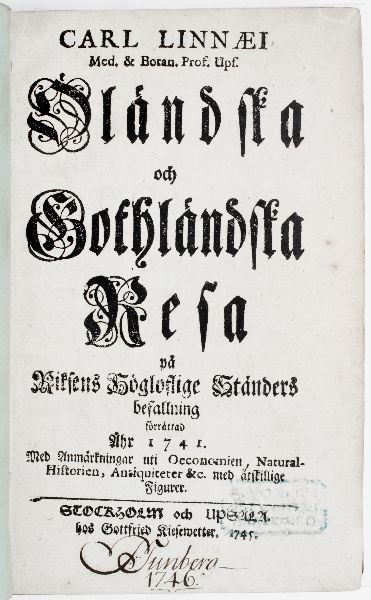 CARL LINNÆI
Med. & Botan. Prof. Ups.
Öländska
och
Gothländska
Resa
på
Riksens Högloflige Ständers
befallning
förrättad
Åhr 1741.
Med Anmärkningar uti Oeconomien, Natural-
Historien, Antiquiteter &c. med åtskillige
Figurer.
STOCKHOLM och UPSALA
hos Gottfried Kiesewetter. 1745.
Tunberg
1746.